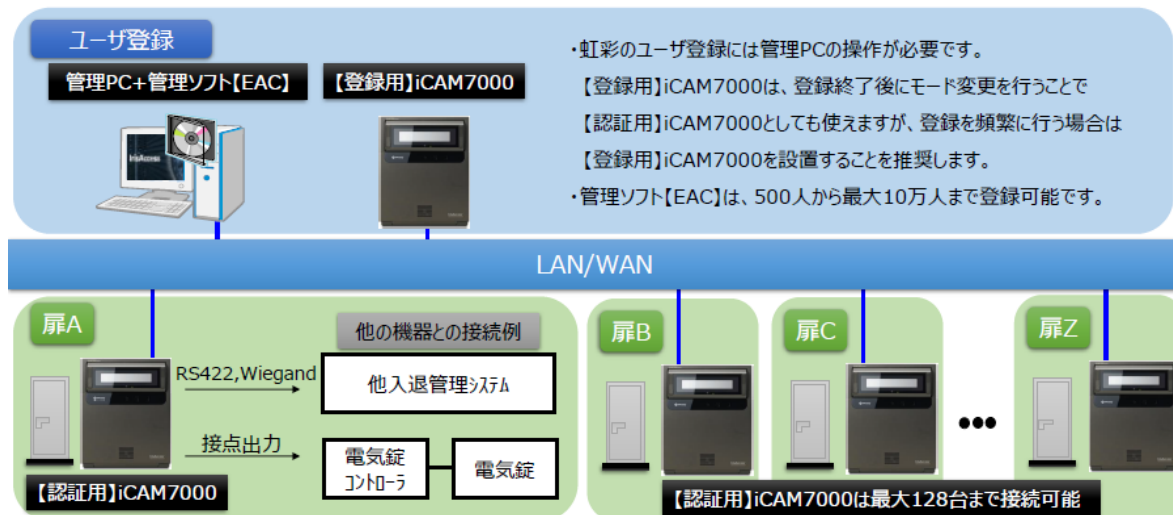 ユーザ登録
管理PC+管理ソフト【EAC】
【登録用】iCAM7000
IrisAccess
・虹彩のユーザ登録には管理PCの操作が必要です。
【登録用】iCAM7000は、登録終了後にモード変更を行うことで
【認証用】iCAM7000としても使えますが、登録を頻繁に行う場合は
【登録用】iCAM7000を設置することを推奨します。
・管理ソフト【EAC】は、500人から最大10万人まで登録可能です。
LAN/WAN
扉A
他の機器との接続例
RS422,Wiegand
他入退管理ｼｽﾃﾑ
接点出力
電気錠
ｺﾝﾄﾛｰﾗ
電気錠
【認証用】iCAM7000
扉B
扉C
●●●
扉Z
【認証用】iCAM7000は最大128台まで接続可能